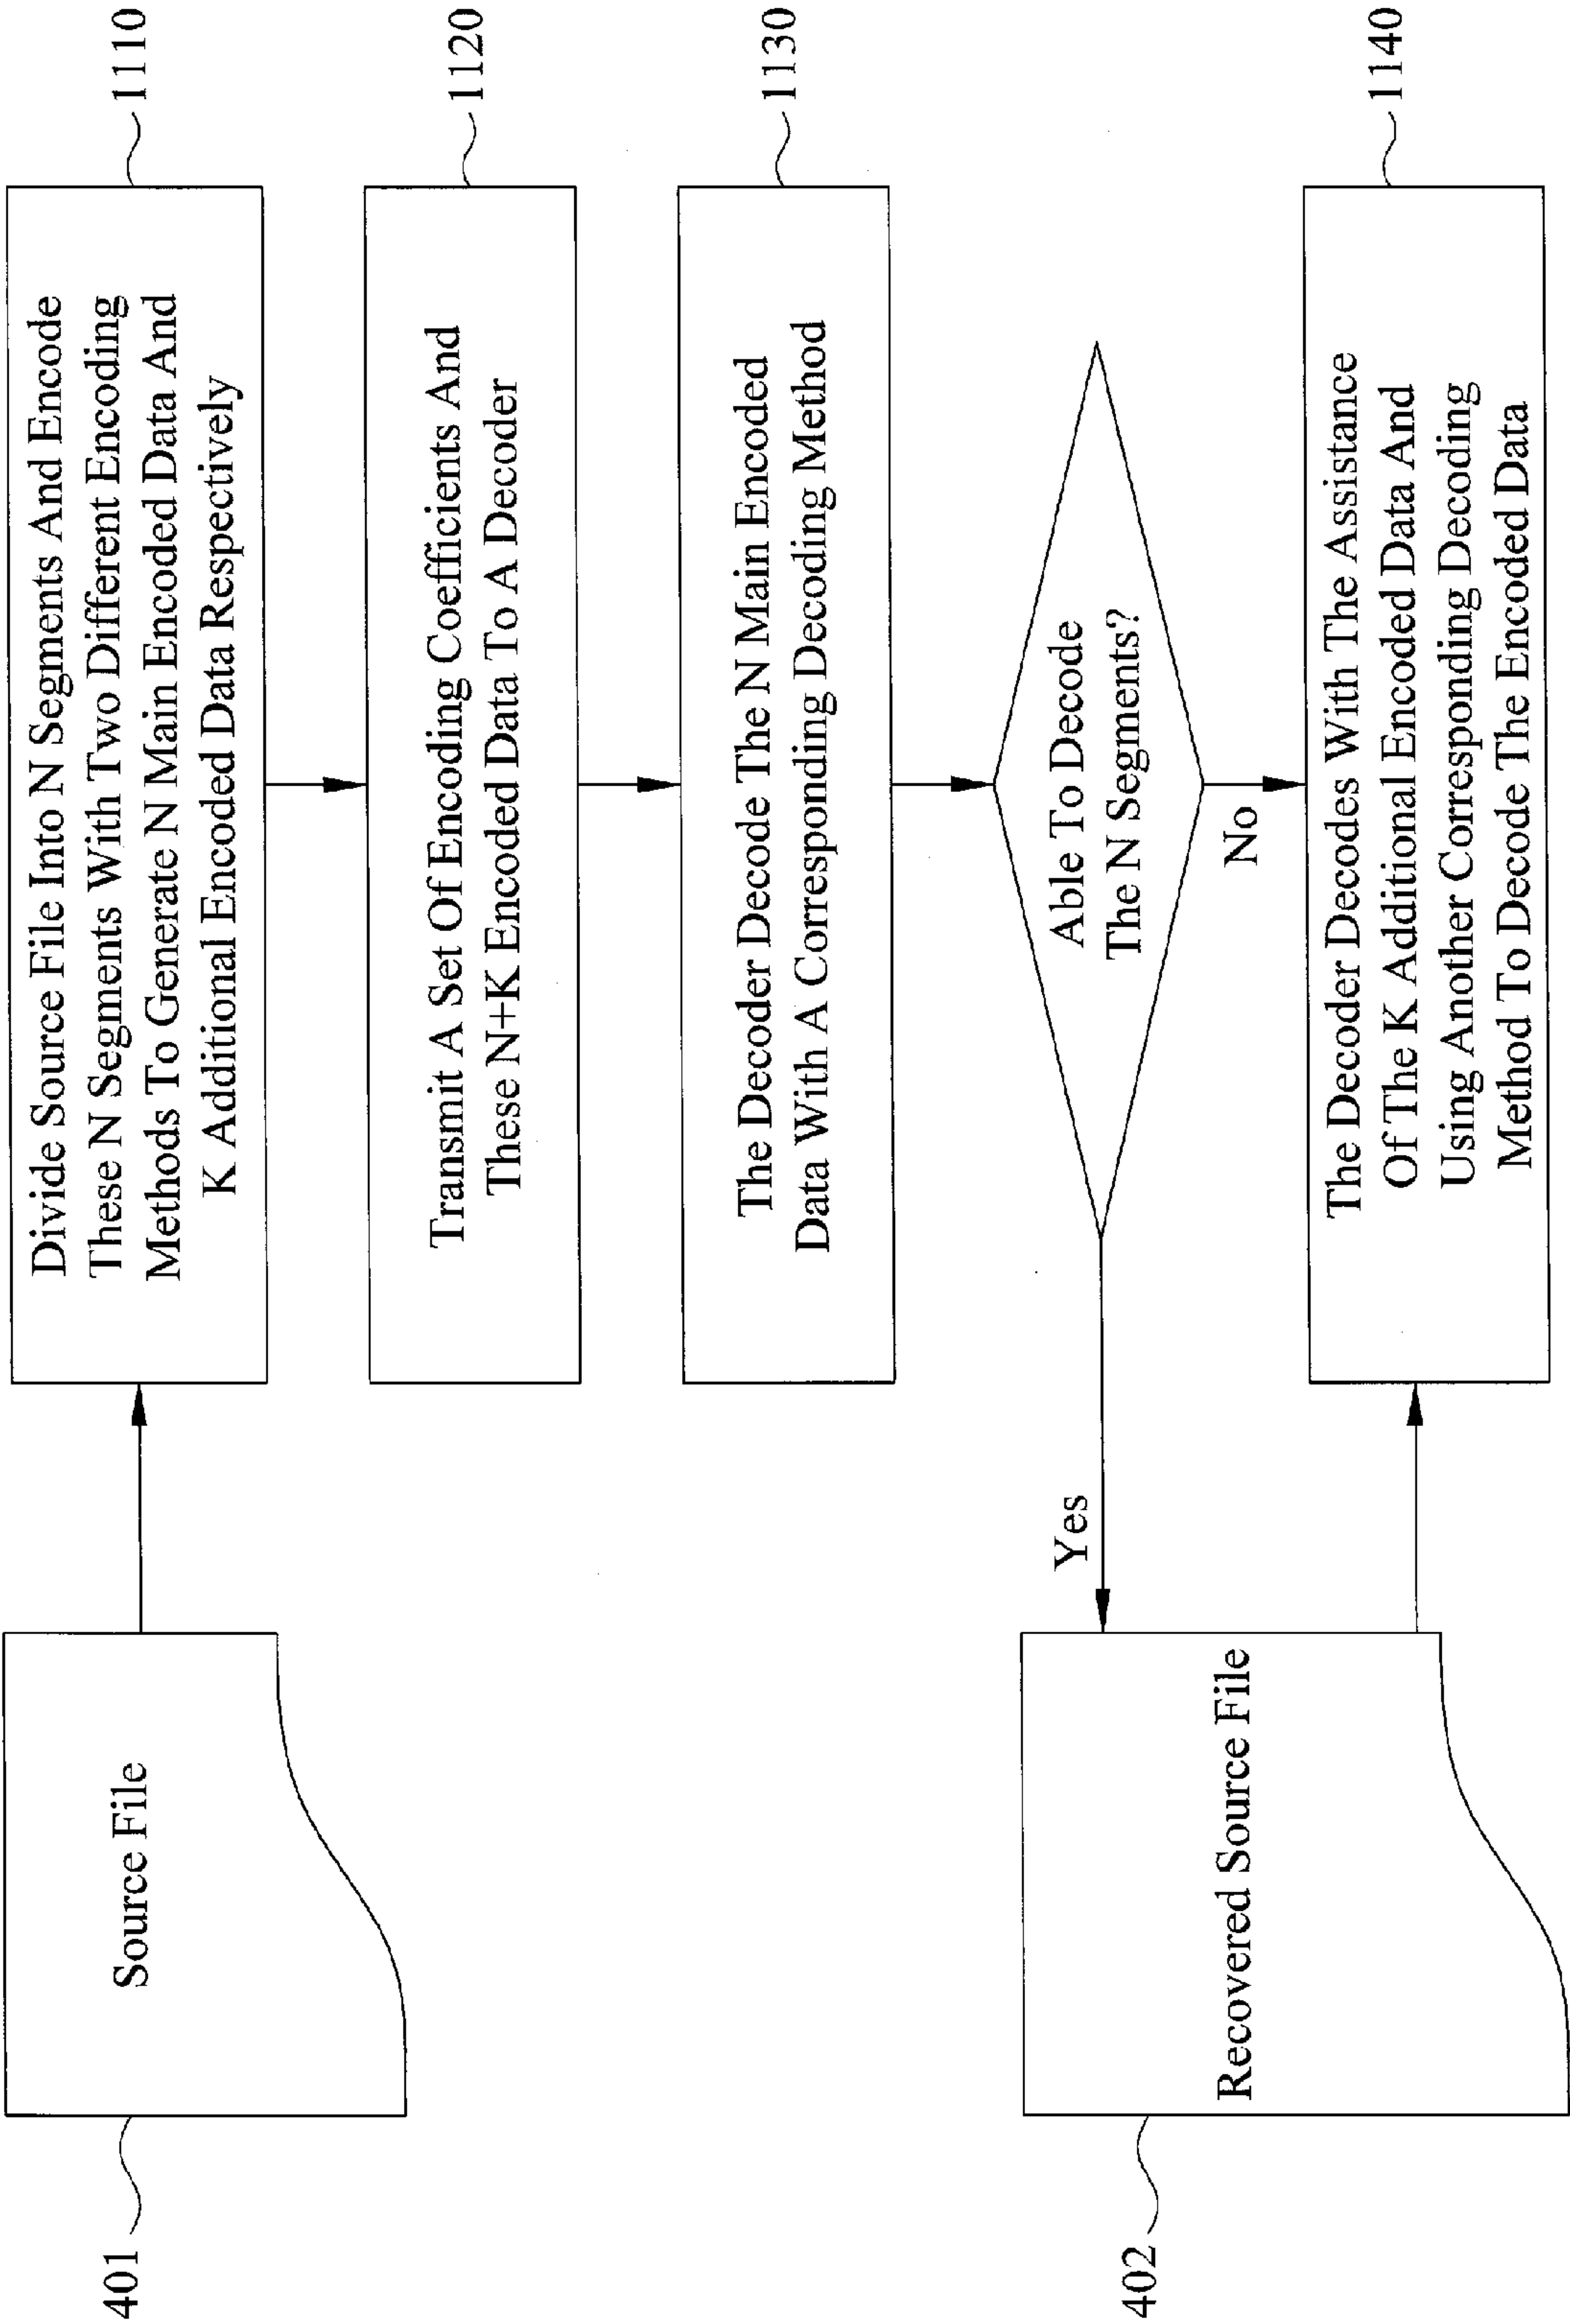 401
Source File
Divide Source File Into N Segments And Encode
These N Segments With Two Different Encoding
Methods To Generate N Main Encoded Data And
K Additional Encoded Data Respectively
1110
Transmit A Set Of Encoding Coefficients And
These N+K Encoded Data To A Decoder
1120
The Decoder Decode The N Main Encoded
Data With A Corresponding Decoding Method
1130
Able To Decode
The N Segments?
Yes
No
402
Recovered Source File
The Decoder Decodes With The Assistance
Of The K Additional Encoded Data And
Using Another Corresponding Decoding
Method To Decode The Encoded Data
1140